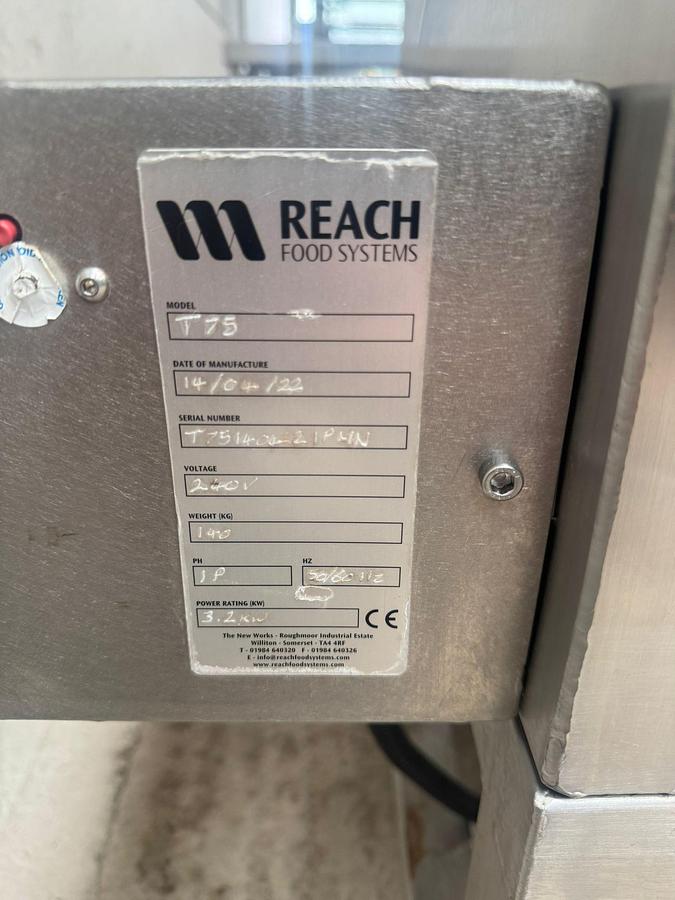 REACH
FOOD SYSTEMS
MODEL
T75
DATE OF MANUFACTURE
14/04/22
SERIAL NUMBER
VOLTAGE
240V
WEIGHT (KG)
140
PH
1P
HZ
50/60 Hz
POWER RATING (KW)
3.2KW
CE
The New Works - Roughmoor Industrial Estate
Williton - Somerset - TA4 4RF
T - 01984 640320 F - 01984 640326
E - info@reachfoodsystems.com
www.reachfoodsystems.com